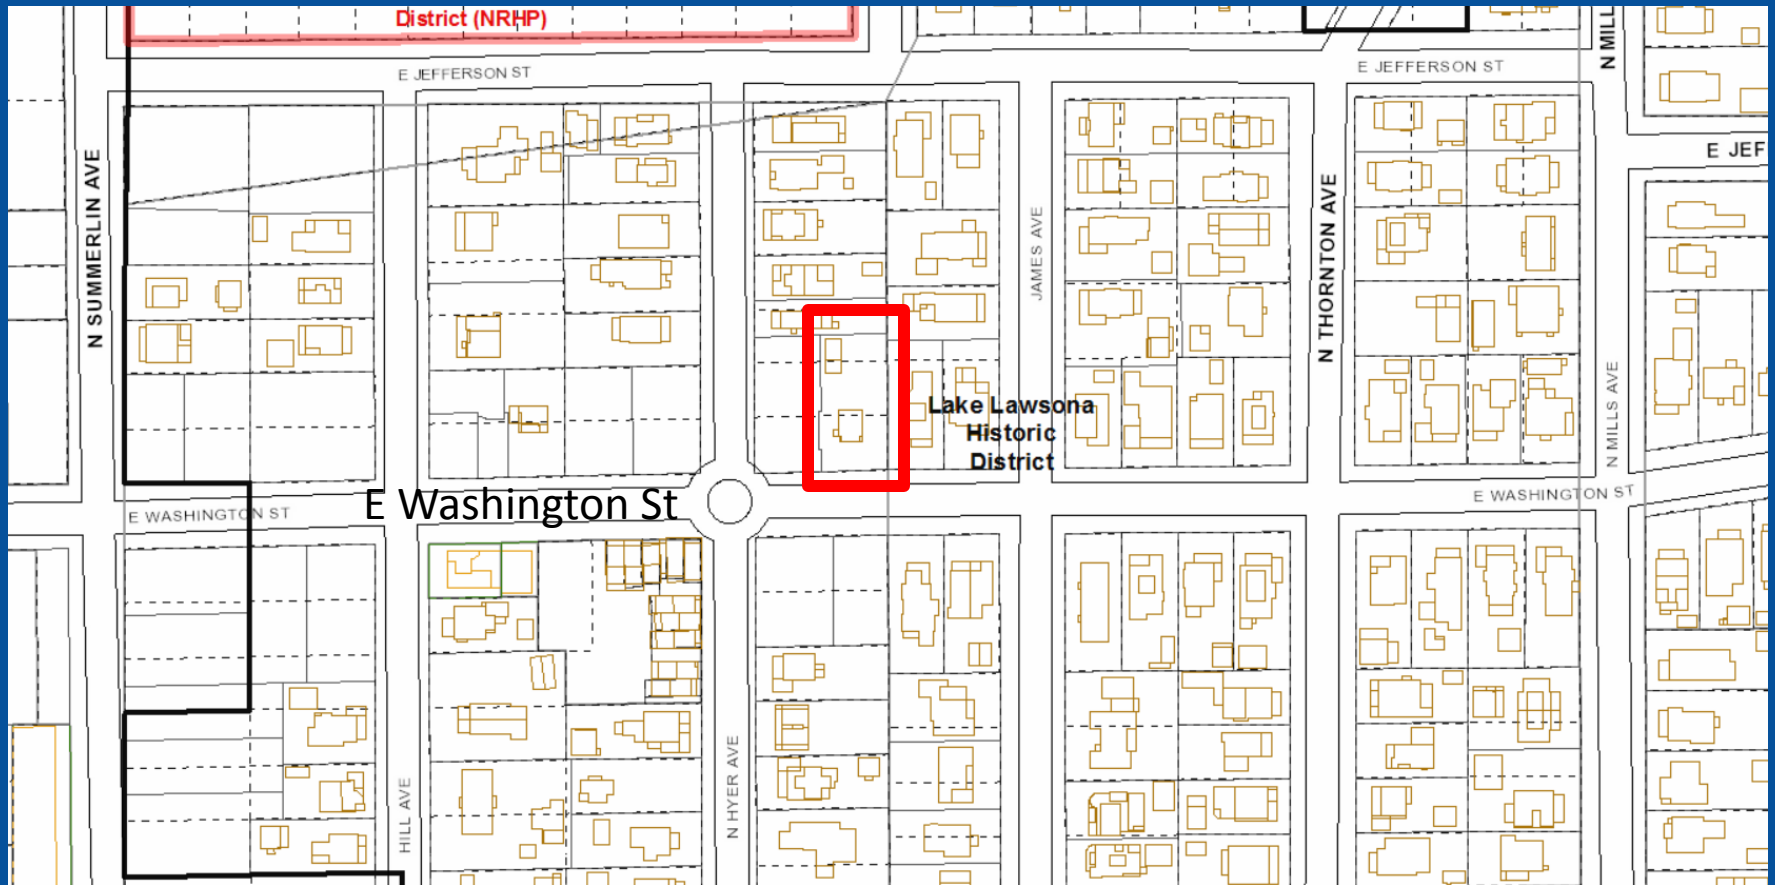 District (NRHP)
E JEFFERSON ST
E JEFFERSON ST
N MILL
E JEF
N SUMMERLIN AVE
JAMES AVE
N THORNTON AVE
N MILLS AVE
Lake Lawsona
Historic
District
E WASHINGTON ST
E Washington St
E WASHINGTON ST
HILL AVE
N HYER AVE